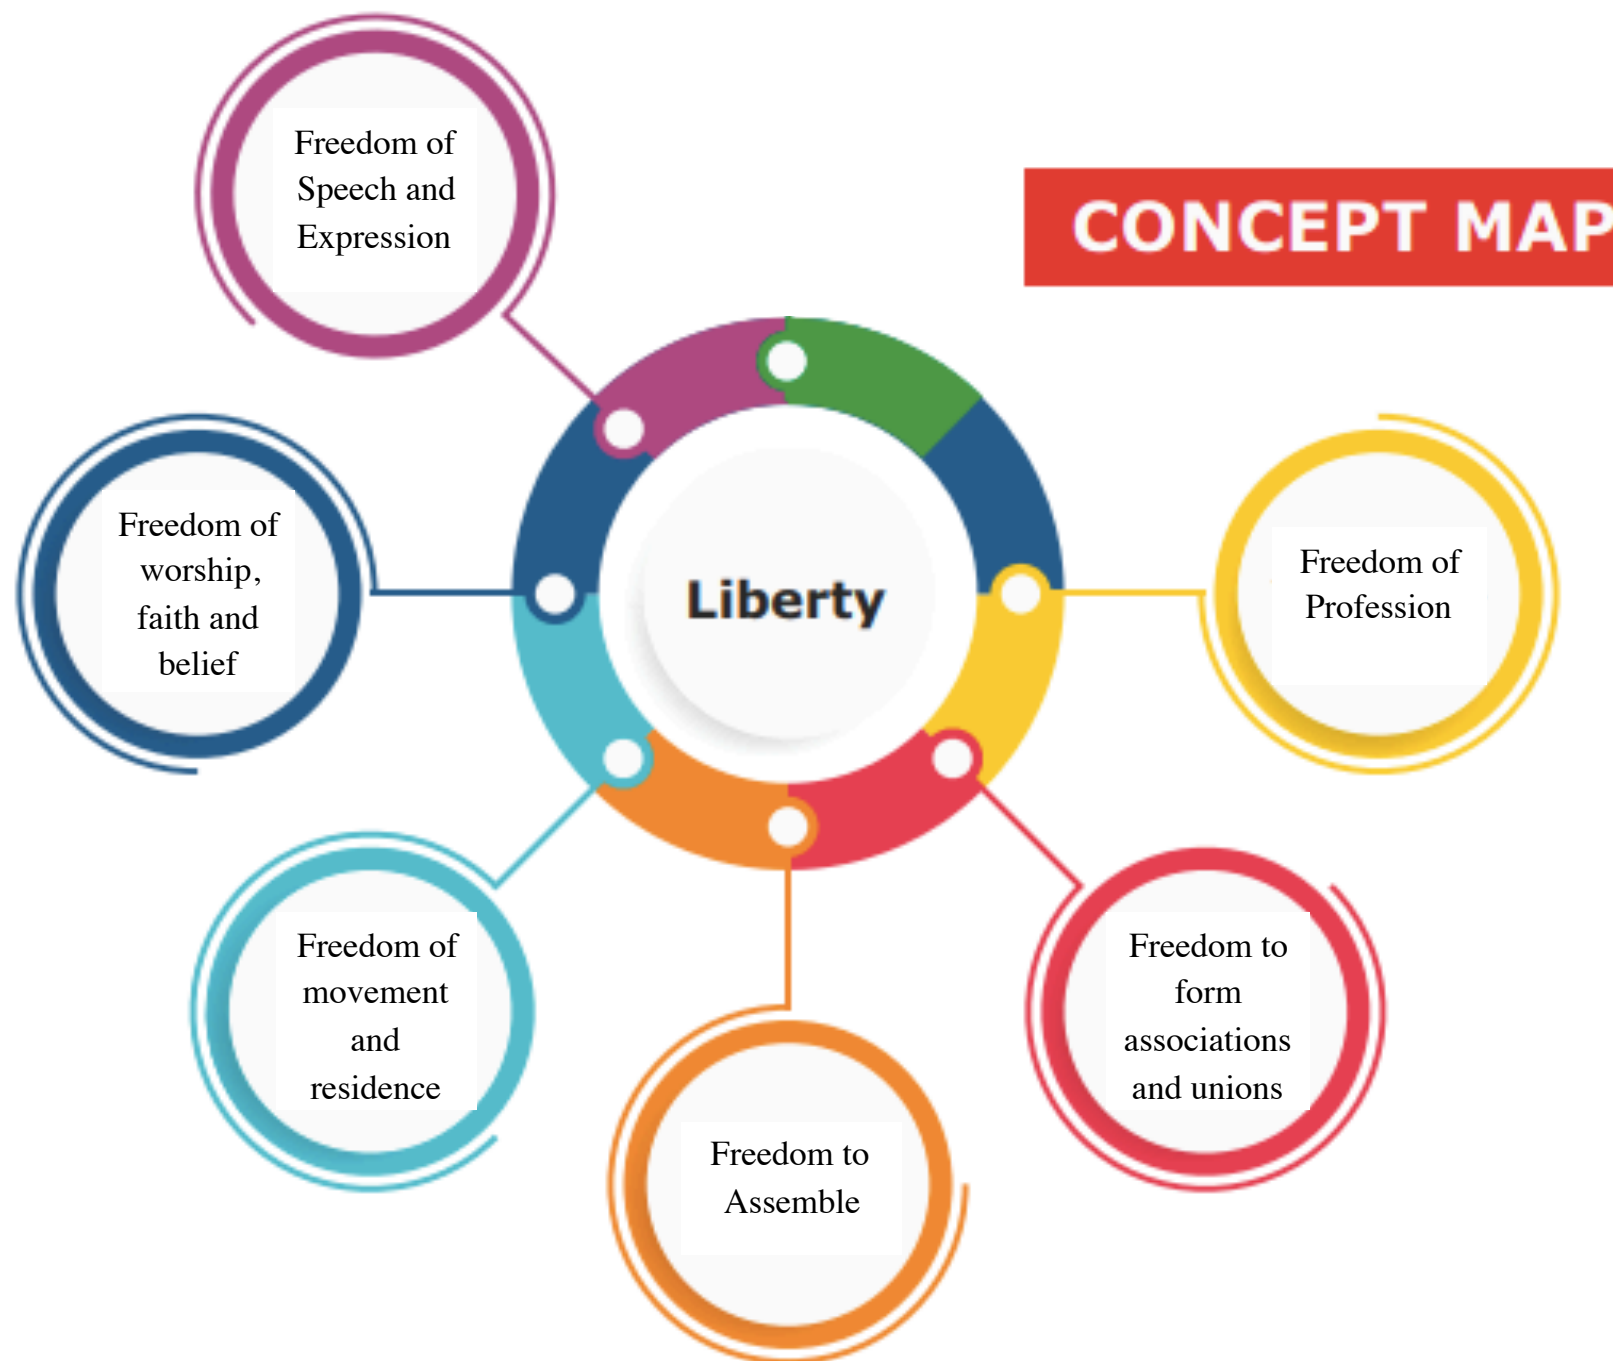 Freedom of
Speech and
Expression
CONCEPT MAP
Freedom of
worship,
faith and
belief
Liberty
Freedom of
Profession
Freedom of
movement
and
residence
Freedom to
Assemble
Freedom to
form
associations
and unions